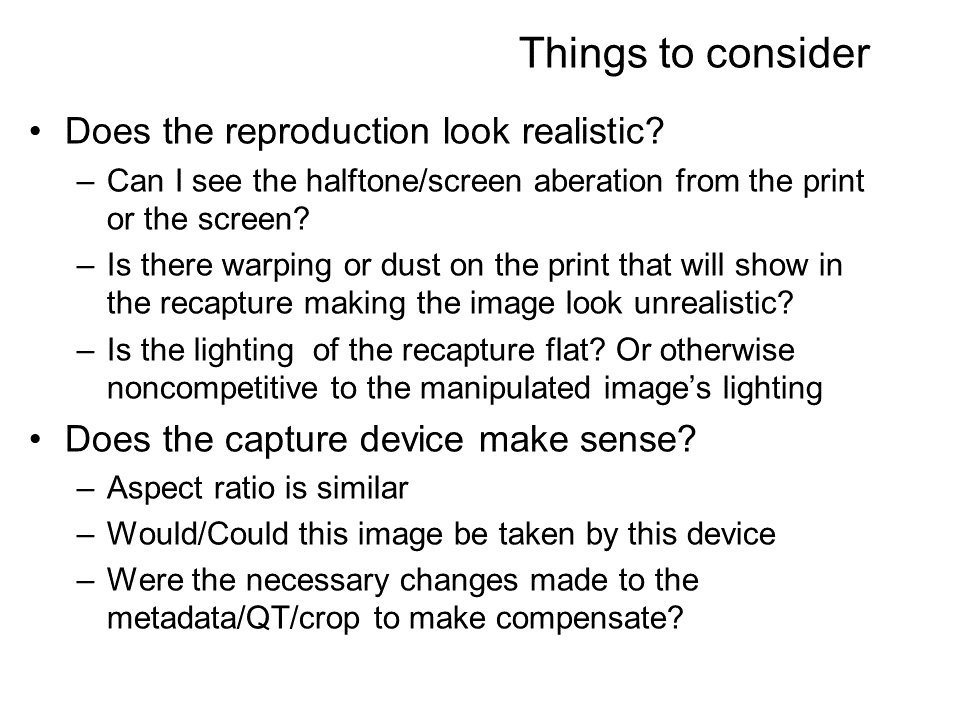 Things to consider
• Does the reproduction look realistic?
– Can I see the halftone/screen aberation from the print
or the screen?
– Is there warping or dust on the print that will show in
the recapture making the image look unrealistic?
– Is the lighting  of the recapture flat? Or otherwise
noncompetitive to the manipulated image’s lighting
• Does the capture device make sense?
– Aspect ratio is similar
– Would/Could this image be taken by this device
– Were the necessary changes made to the
metadata/QT/crop to make compensate?